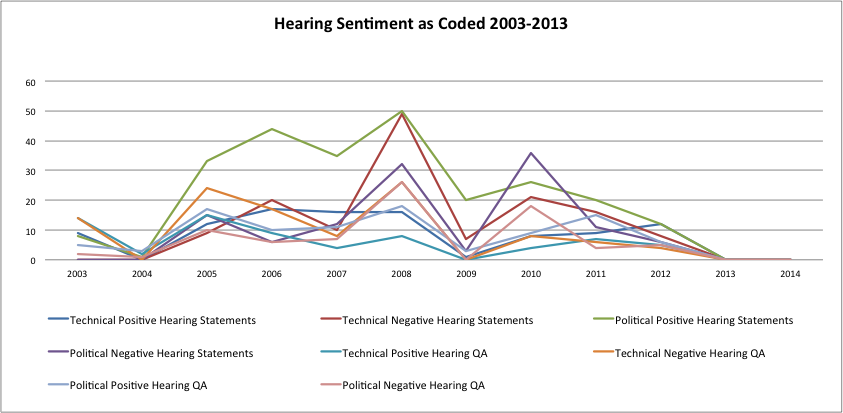 Hearing Sentiment as Coded 2003-2013
60
50
40
30
20
10
0
2003 2004 2005 2006 2007 2008 2009 2010 2011 2012 2013 2014
Technical Positive Hearing Statements Technical Negative Hearing Statements Political Positive Hearing Statements
Political Negative Hearing Statements Technical Positive Hearing QA Technical Negative Hearing QA
Political Positive Hearing QA Political Negative Hearing QA